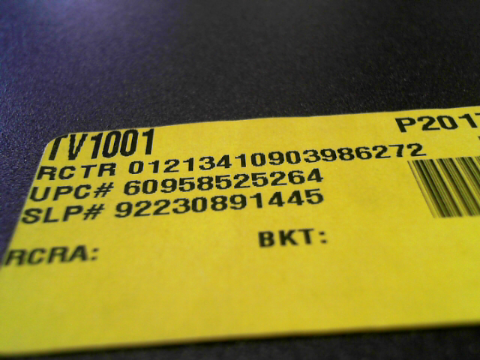 TV1001 P2017
RCTR 01213410903986272
UPC# 60958525264
SLP# 92230891445
RCRA: BKT: